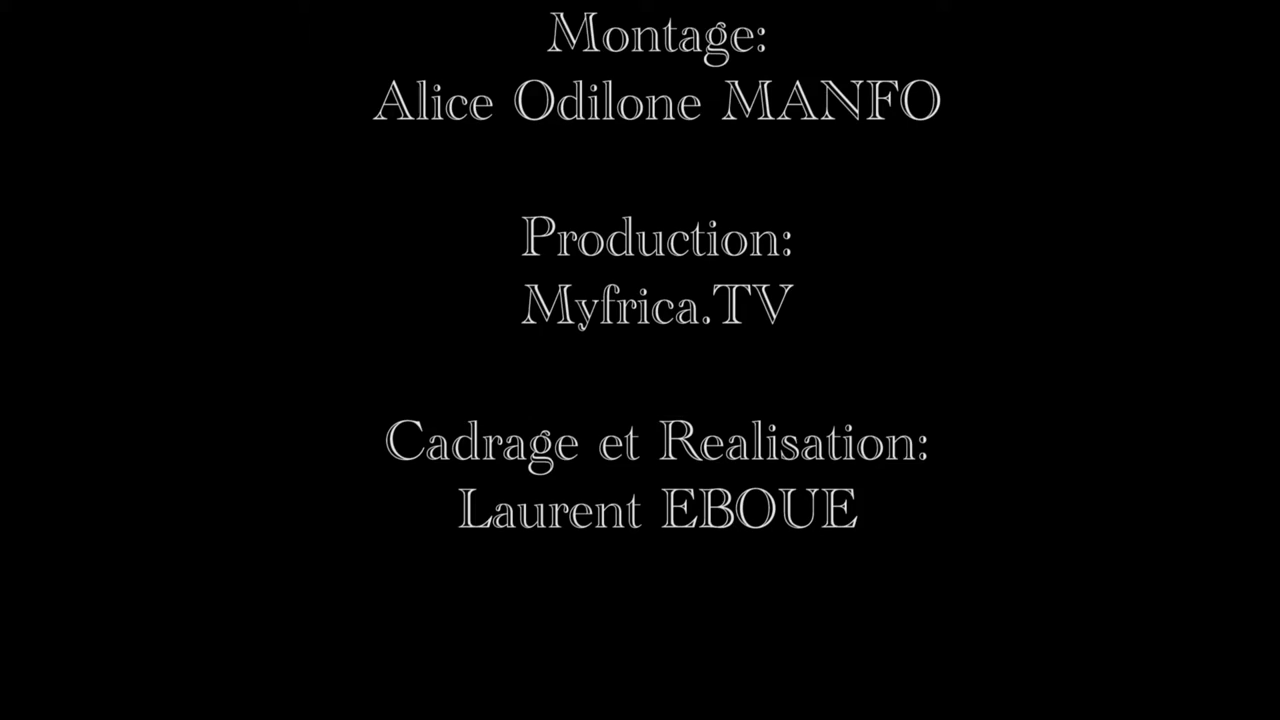 Montage:
Alice Odilone MANFO
Production:
Myfrica.TV
Cadrage et Realisation:
Laurent EBOUE